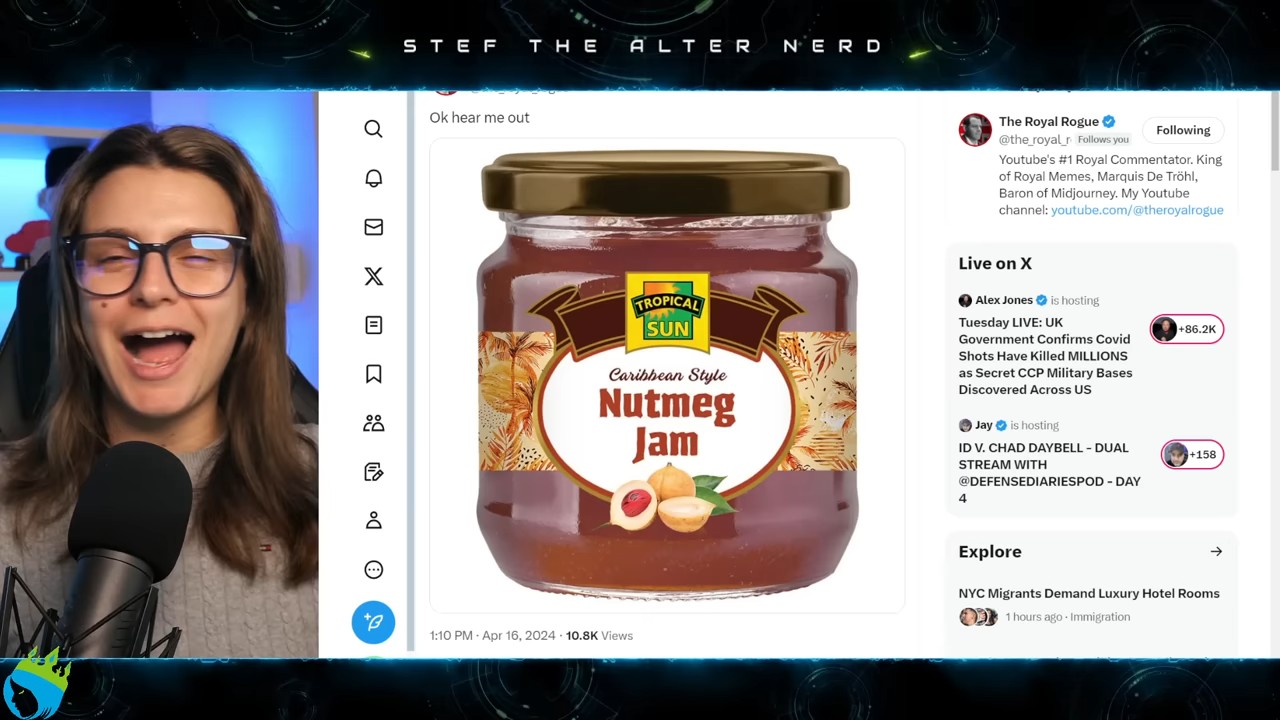 STEF THE ALTER NERD
Ok hear me out
TROPICAL
SUN
Caribbean Style
Nutmeg
Jam
1:10 PM · Apr 16, 2024 · 10.8K Views
The Royal Rogue
@the_royal_r Follows you
Following
Youtube's #1 Royal Commentator. King
of Royal Memes, Marquis De Tröhl,
Baron of Midjourney. My Youtube
channel: youtube.com/@theroyalrogue
Live on X
Alex Jones is hosting
Tuesday LIVE: UK
Government Confirms Covid
Shots Have Killed MILLIONS
as Secret CCP Military Bases
Discovered Across US
+86.2K
Jay is hosting
ID V. CHAD DAYBELL - DUAL
STREAM WITH
@DEFENSEDIARIESPOD - DAY
4
+158
Explore
NYC Migrants Demand Luxury Hotel Rooms
1 hours ago · Immigration